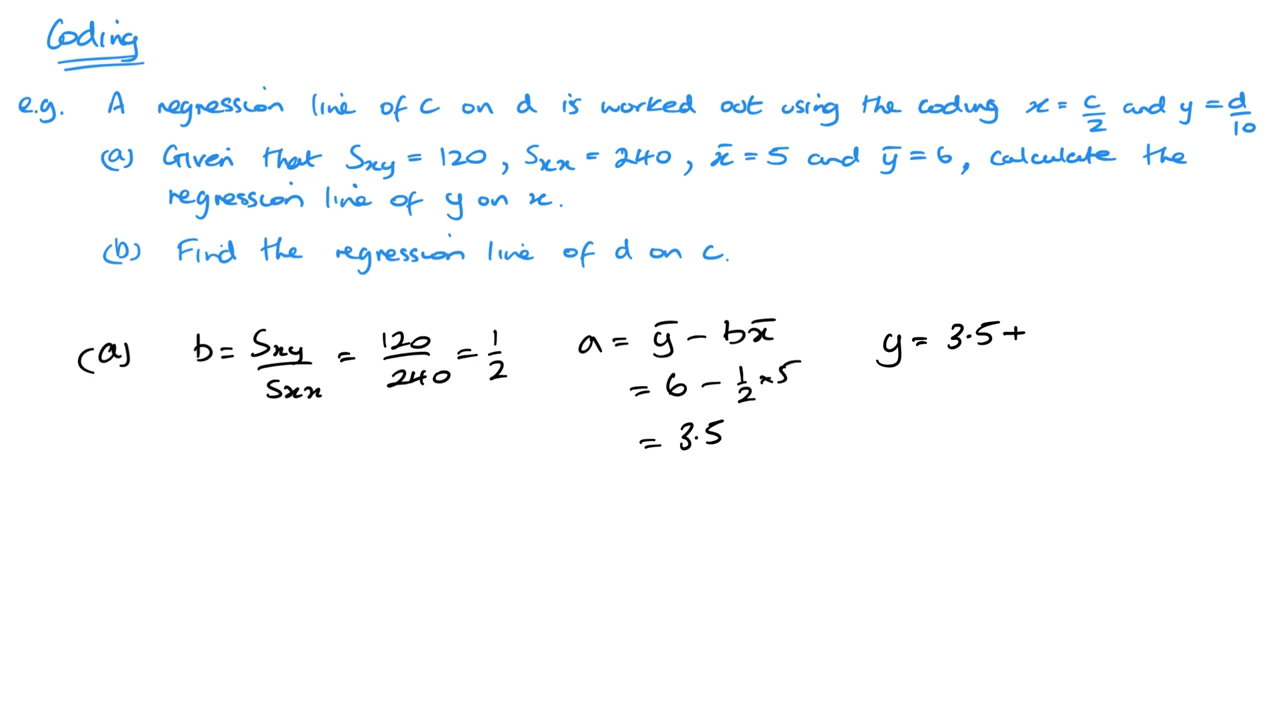 Coding
e.g. A regression line of c on d is worked out using the coding x = c/2 and y = d/10
(a) Given that Sxy = 120, Sxx = 240, x̄ = 5 and ȳ = 6, calculate the
regression line of y on x.
(b) Find the regression line of d on c.
(a) b = Sxy/Sxx = 120/240 = 1/2 a = ȳ - bx̄ y = 3.5 +
= 6 - 1/2 × 5
= 3.5